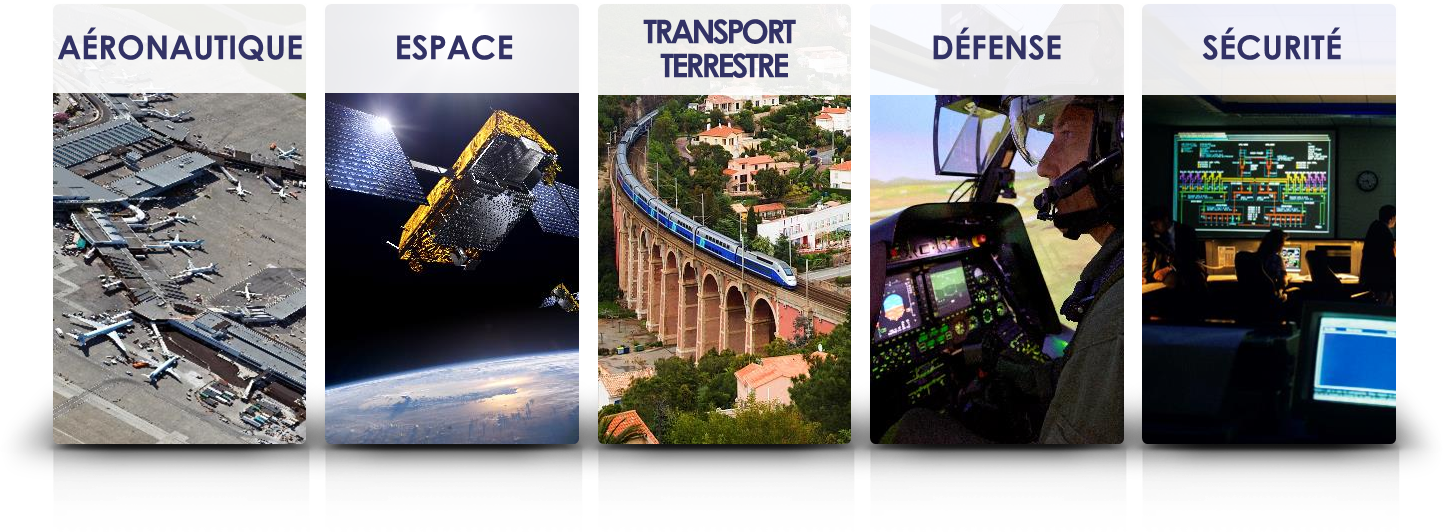 AÉRONAUTIQUE
ESPACE
TRANSPORT
TERRESTRE
DÉFENSE
SÉCURITÉ